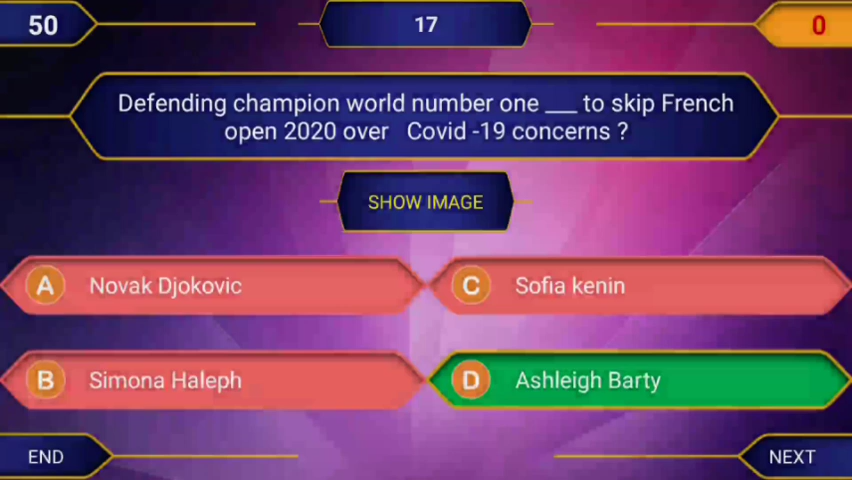 50
17
0
Defending champion world number one ___ to skip French
open 2020 over Covid -19 concerns ?
SHOW IMAGE
A Novak Djokovic
C Sofia kenin
B Simona Haleph
D Ashleigh Barty
END
NEXT